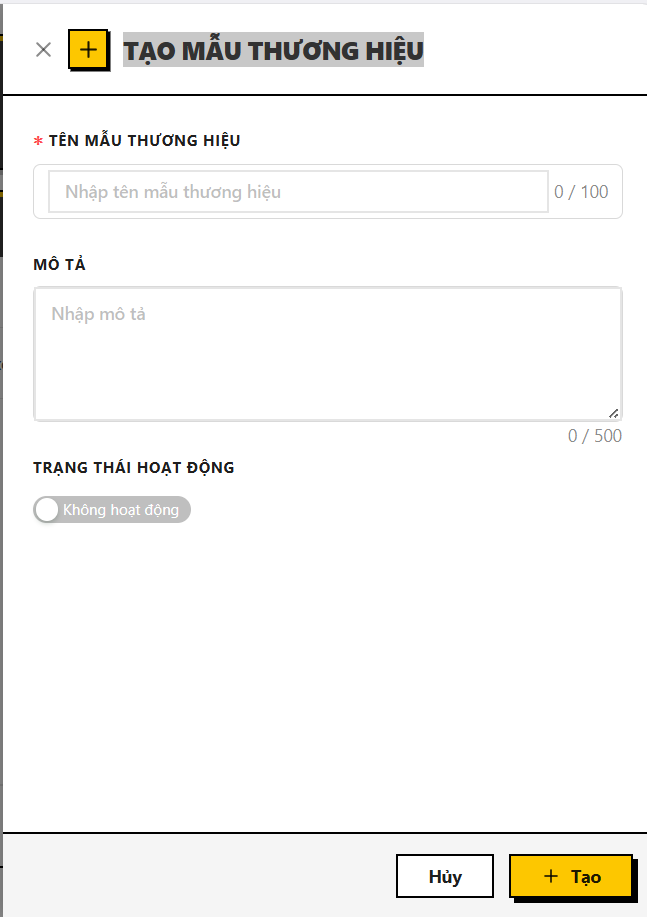 TẠO MẪU THƯƠNG HIỆU
* TÊN MẪU THƯƠNG HIỆU
Nhập tên mẫu thương hiệu 0 / 100
MÔ TẢ
Nhập mô tả
0 / 500
TRẠNG THÁI HOẠT ĐỘNG
Không hoạt động
Hủy + Tạo